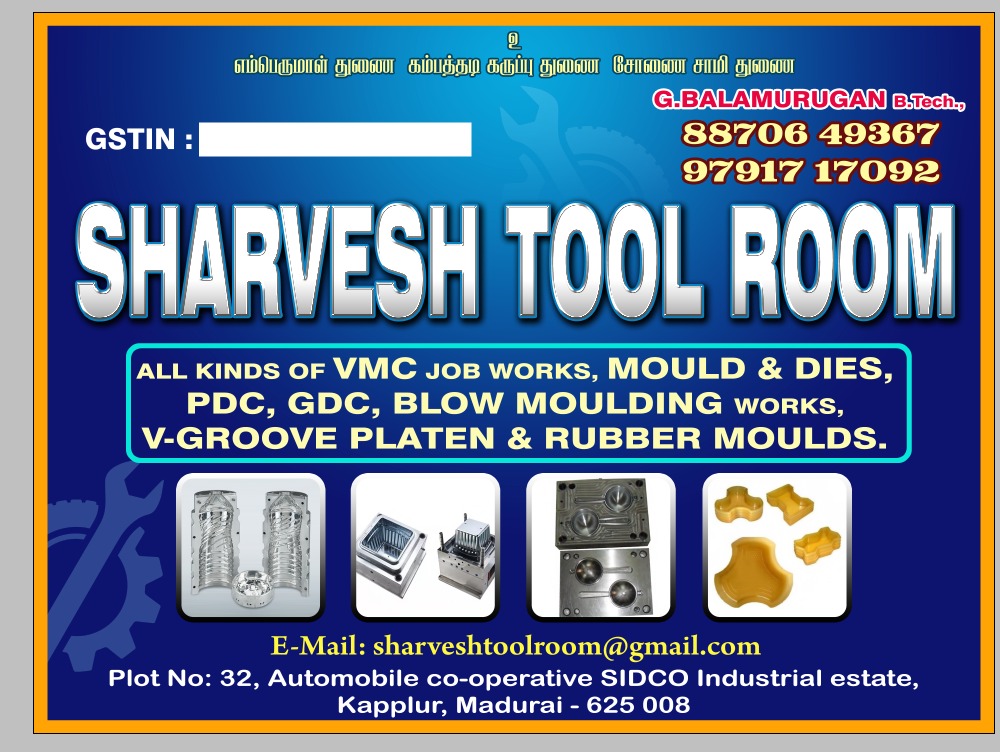 உ
எம்பெருமாள் துணை கம்பத்தடி கருப்பு துணை சோணை சாமி துணை
G.BALAMURUGAN B.Tech.,
GSTIN :
88706 49367
97917 17092
SHARVESH TOOL ROOM
ALL KINDS OF VMC JOB WORKS, MOULD & DIES,
PDC, GDC, BLOW MOULDING WORKS,
V-GROOVE PLATEN & RUBBER MOULDS.
E-Mail: sharveshtoolroom@gmail.com
Plot No: 32, Automobile co-operative SIDCO Industrial estate,
Kapplur, Madurai - 625 008